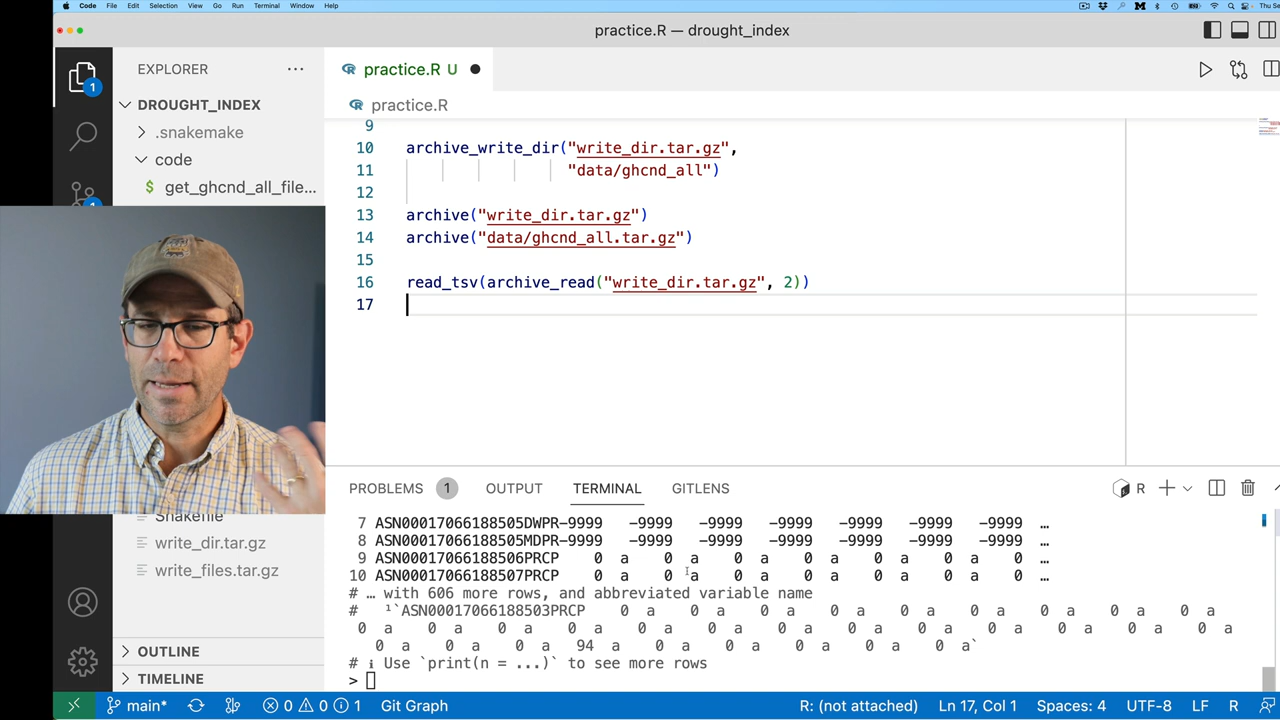 Code File Edit Selection View Go Run Terminal Window Help
practice.R — drought_index
EXPLORER
practice.R U
1
DROUGHT_INDEX
practice.R
.snakemake
code
$ get_ghcnd_all_file...
9
10 archive_write_dir("write_dir.tar.gz",
11 "data/ghcnd_all")
12
13 archive("write_dir.tar.gz")
14 archive("data/ghcnd_all.tar.gz")
15
16 read_tsv(archive_read("write_dir.tar.gz", 2))
17
PROBLEMS 1 OUTPUT TERMINAL GITLENS
R
Snakefile
write_dir.tar.gz
write_files.tar.gz
7 ASN00017066188505DWPR-9999 -9999 -9999 -9999 -9999 -9999 -9999 …
8 ASN00017066188505MDPR-9999 -9999 -9999 -9999 -9999 -9999 -9999 …
9 ASN00017066188506PRCP 0 a 0 a 0 a 0 a 0 a 0 a 0 …
10 ASN00017066188507PRCP 0 a 0 a 0 a 0 a 0 a 0 a 0 …
# … with 606 more rows, and abbreviated variable name
# ¹`ASN00017066188503PRCP 0 a 0 a 0 a 0 a 0 a 0 a 0 a 0 a 0 a
0 a 0 a 0 a 0 a 0 a 0 a 0 a 0 a 0 a 0 a 0 a 0 a 0 a
0 a 0 a 0 a 94 a 0 a 0 a 0 a 0 a 0 a`
# ℹ Use `print(n = ...)` to see more rows
>
OUTLINE
TIMELINE
main* 0 0 1 Git Graph R: (not attached) Ln 17, Col 1 Spaces: 4 UTF-8 LF R